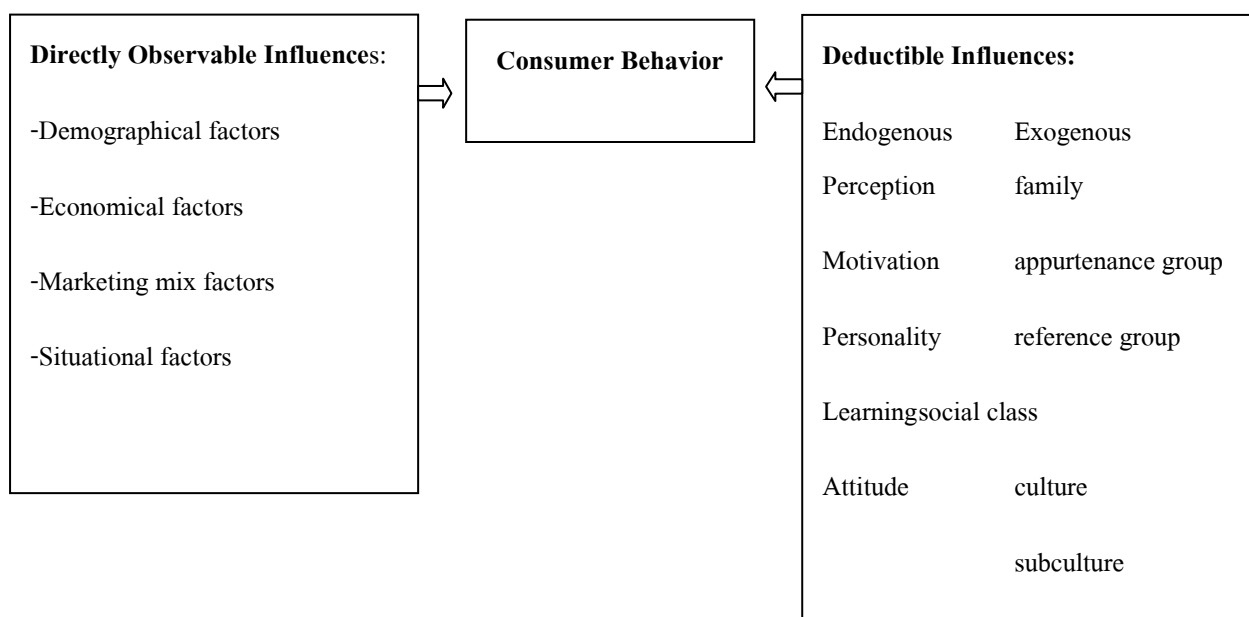 Directly Observable Influences:
-Demographical factors
-Economical factors
-Marketing mix factors
-Situational factors
Consumer Behavior
Deductible Influences:
Endogenous Exogenous
Perception family
Motivation appurtenance group
Personality reference group
Learningsocial class
Attitude culture
subculture